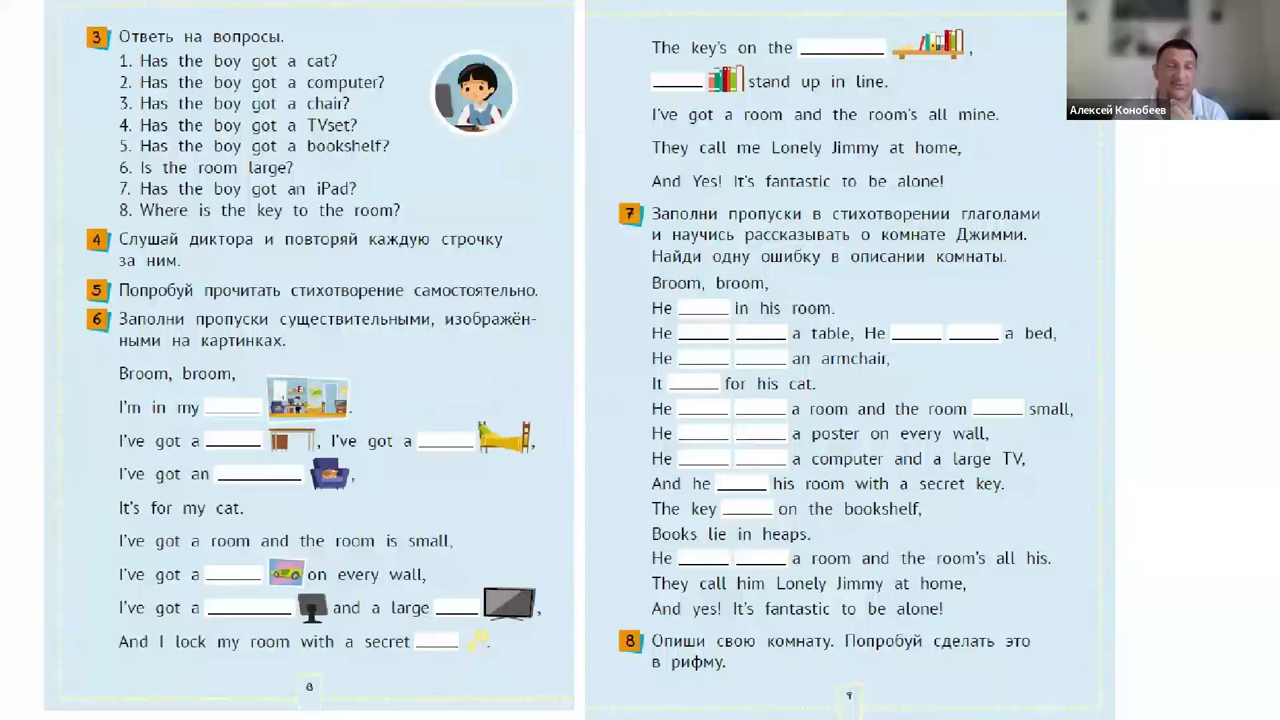 3 Ответь на вопросы.
1. Has the boy got a cat?
2. Has the boy got a computer?
3. Has the boy got a chair?
4. Has the boy got a TVset?
5. Has the boy got a bookshelf?
6. Is the room large?
7. Has the boy got an iPad?
8. Where is the key to the room?
4 Слушай диктора и повторяй каждую строчку
за ним.
5 Попробуй прочитать стихотворение самостоятельно.
6 Заполни пропуски существительными, изображён-
ными на картинках.
Broom, broom,
I'm in my ______ .
I've got a ______ , I've got a ______ ,
I've got an ______ ,
It's for my cat.
I've got a room and the room is small,
I've got a ______ on every wall,
I've got a ______ and a large ______ ,
And I lock my room with a secret ______ .
8
The key's on the ______ ,
______ stand up in line.
I've got a room and the room's all mine.
They call me Lonely Jimmy at home,
And Yes! It's fantastic to be alone!
7 Заполни пропуски в стихотворении глаголами
и научись рассказывать о комнате Джимми.
Найди одну ошибку в описании комнаты.
Broom, broom,
He ______ in his room.
He ______ ______ a table, He ______ ______ a bed,
He ______ ______ an armchair,
It ______ for his cat.
He ______ ______ a room and the room ______ small,
He ______ ______ a poster on every wall,
He ______ ______ a computer and a large TV,
And he ______ his room with a secret key.
The key ______ on the bookshelf,
Books lie in heaps.
He ______ ______ a room and the room's all his.
They call him Lonely Jimmy at home,
And yes! It's fantastic to be alone!
8 Опиши свою комнату. Попробуй сделать это
в рифму.
9
Алексей Конобеев